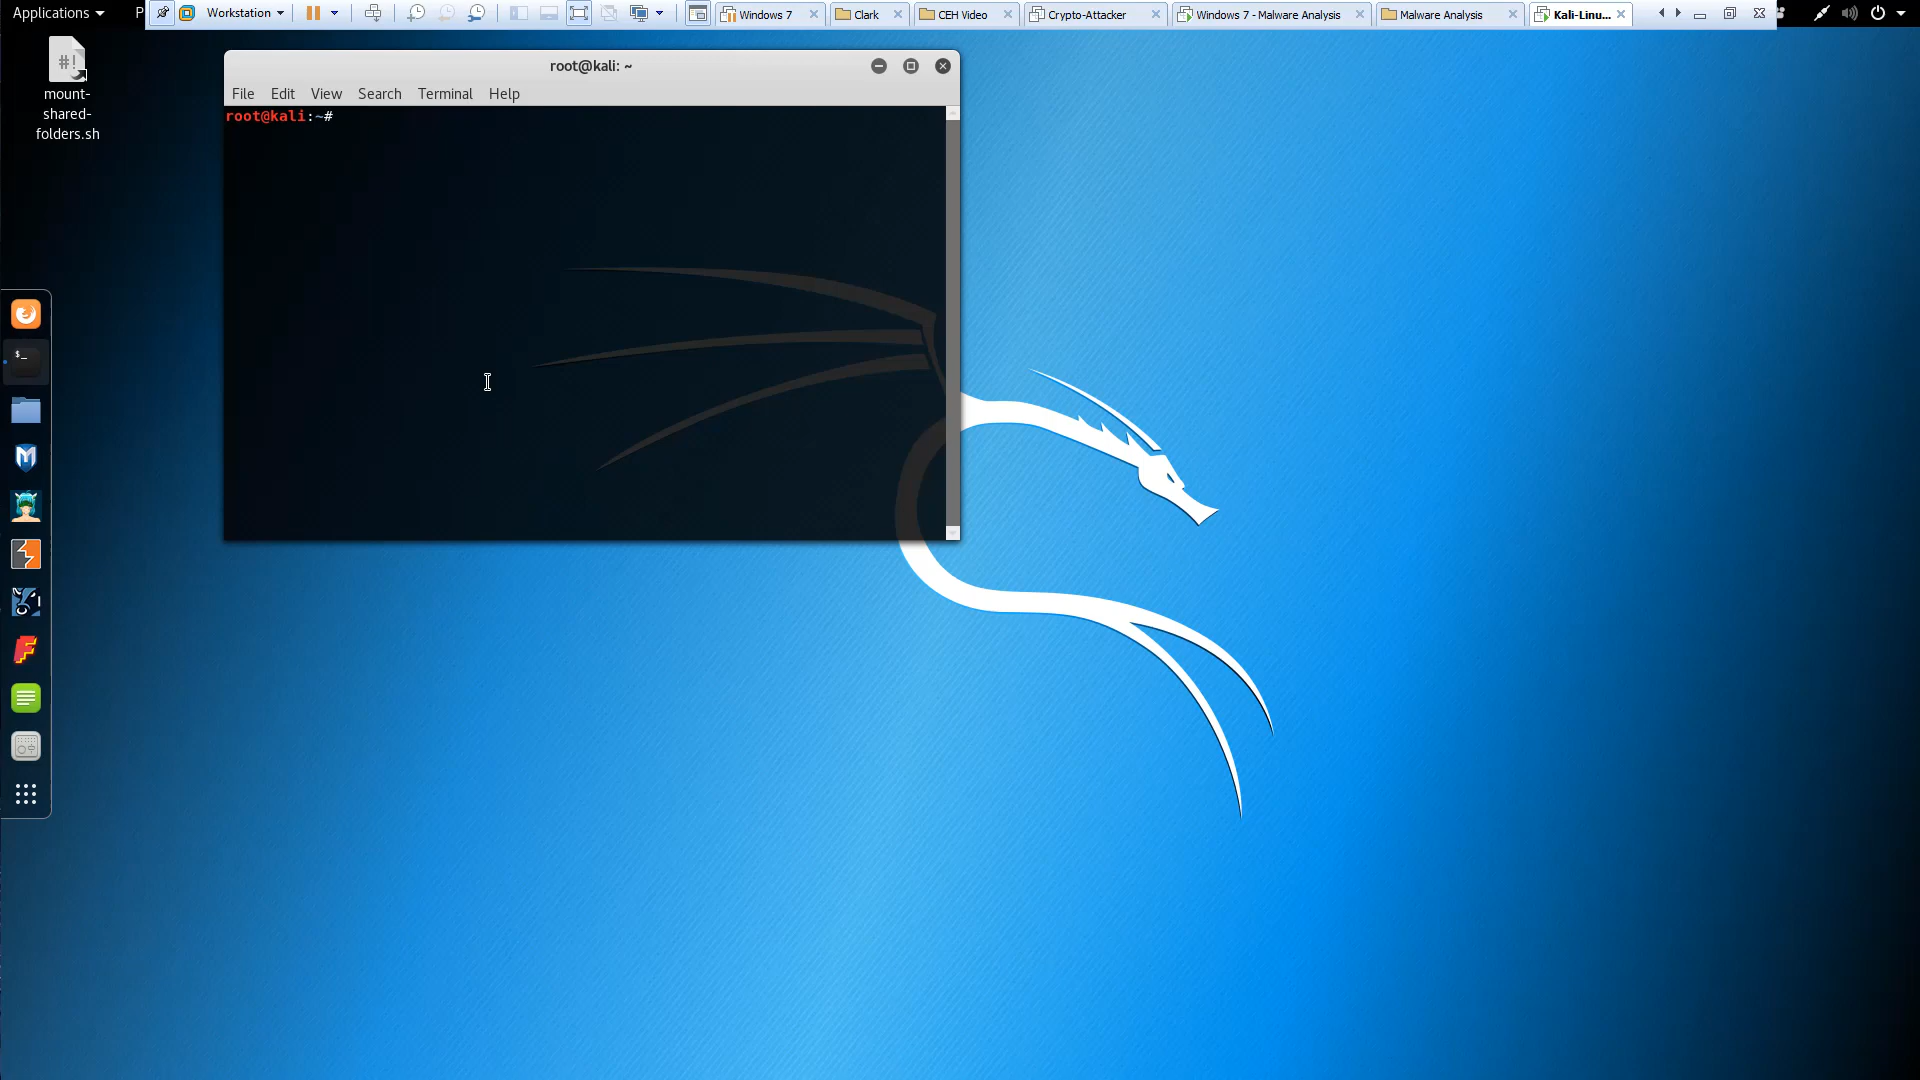 Applications
P
Workstation
Windows 7
Clark
CEH Video
Crypto-Attacker
Windows 7 - Malware Analysis
Malware Analysis
Kali-Linu...
#!
mount-
shared-
folders.sh
root@kali: ~
File Edit View Search Terminal Help
root@kali:~#
$_